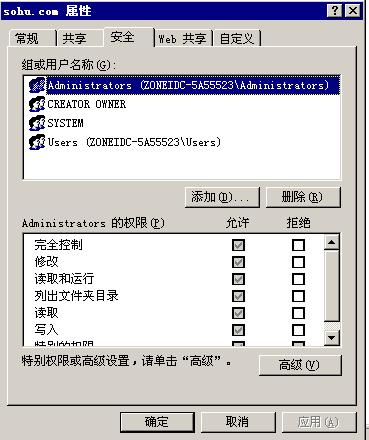 sohu.com 属性
常规 共享 安全 Web 共享 自定义
组或用户名称(G):
Administrators (ZONEIDC-5A55523\Administrators)
CREATOR OWNER
SYSTEM
Users (ZONEIDC-5A55523\Users)
添加(D)... 删除(R)
Administrators 的权限(P) 允许 拒绝
完全控制
修改
读取和运行
列出文件夹目录
读取
写入
特别的权限
特别权限或高级设置，请单击“高级”。 高级(V)
确定 取消 应用(A)